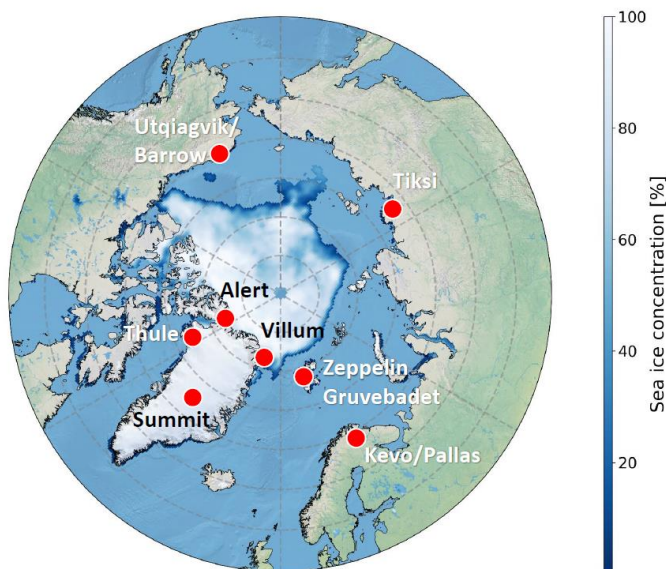 100
80
60
40
20
Sea ice concentration [%]
Utqiagvik/
Barrow
Tiksi
Alert
Thule
Villum
Zeppelin
Gruvebadet
Summit
Kevo/Pallas